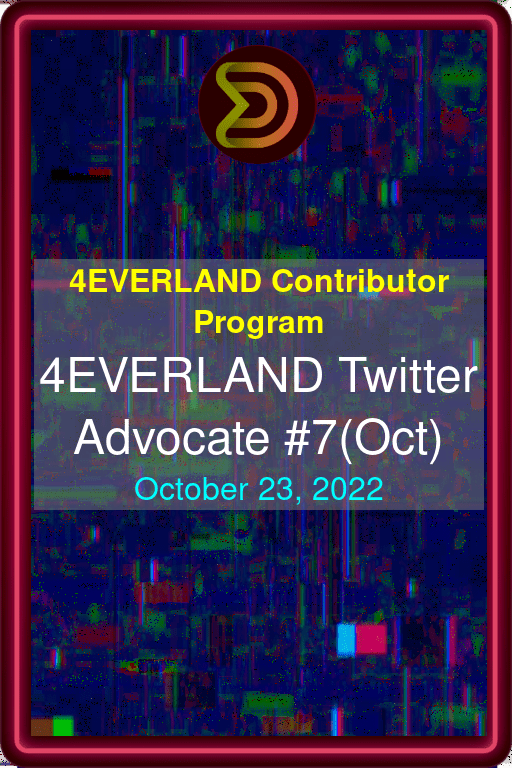 4EVERLAND Contributor
Program
4EVERLAND Twitter
Advocate #7(Oct)
October 23, 2022